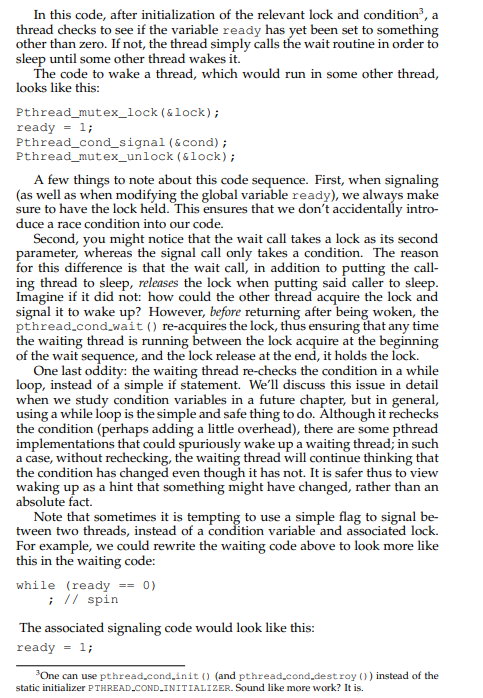 In this code, after initialization of the relevant lock and condition³, a
thread checks to see if the variable ready has yet been set to something
other than zero. If not, the thread simply calls the wait routine in order to
sleep until some other thread wakes it.
The code to wake a thread, which would run in some other thread,
looks like this:
Pthread_mutex_lock(&lock);
ready = 1;
Pthread_cond_signal(&cond);
Pthread_mutex_unlock(&lock);
A few things to note about this code sequence. First, when signaling
(as well as when modifying the global variable ready), we always make
sure to have the lock held. This ensures that we don't accidentally intro-
duce a race condition into our code.
Second, you might notice that the wait call takes a lock as its second
parameter, whereas the signal call only takes a condition. The reason
for this difference is that the wait call, in addition to putting the call-
ing thread to sleep, releases the lock when putting said caller to sleep.
Imagine if it did not: how could the other thread acquire the lock and
signal it to wake up? However, before returning after being woken, the
pthread_cond_wait() re-acquires the lock, thus ensuring that any time
the waiting thread is running between the lock acquire at the beginning
of the wait sequence, and the lock release at the end, it holds the lock.
One last oddity: the waiting thread re-checks the condition in a while
loop, instead of a simple if statement. We'll discuss this issue in detail
when we study condition variables in a future chapter, but in general,
using a while loop is the simple and safe thing to do. Although it rechecks
the condition (perhaps adding a little overhead), there are some pthread
implementations that could spuriously wake up a waiting thread; in such
a case, without rechecking, the waiting thread will continue thinking that
the condition has changed even though it has not. It is safer thus to view
waking up as a hint that something might have changed, rather than an
absolute fact.
Note that sometimes it is tempting to use a simple flag to signal be-
tween two threads, instead of a condition variable and associated lock.
For example, we could rewrite the waiting code above to look more like
this in the waiting code:
while (ready == 0)
; // spin
The associated signaling code would look like this:
ready = 1;
³One can use pthread_cond_init() (and pthread_cond_destroy()) instead of the
static initializer PTHREAD_COND_INITIALIZER. Sound like more work? It is.